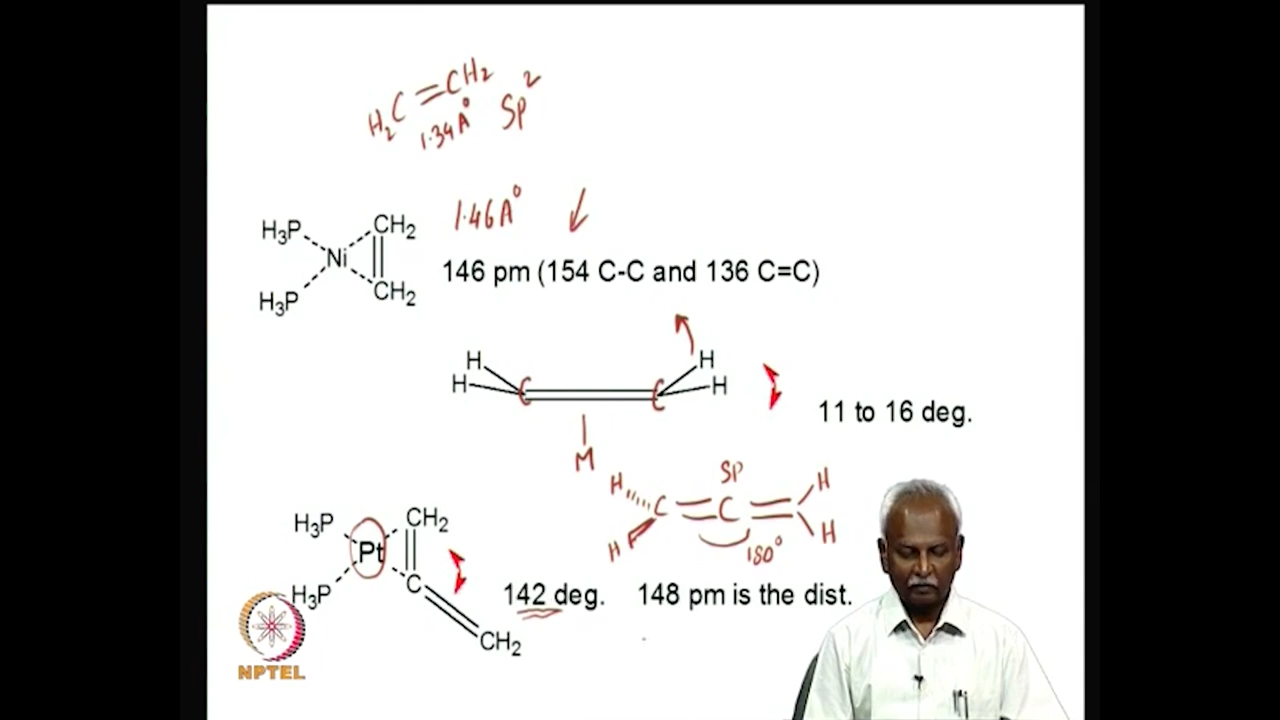 H₂C=CH₂ sp²
1.34A°
1.46A°
H₃P CH₂
Ni
H₃P CH₂
146 pm (154 C-C and 136 C=C)
H H
H C C H
11 to 16 deg.
M
SP
H H
C=C=
H H
180°
H₃P CH₂
Pt
H₃P C
142 deg. 148 pm is the dist.
CH₂
NPTEL